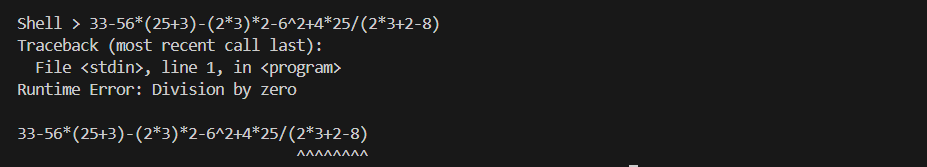 Shell > 33-56*(25+3)-(2*3)*2-6^2+4*25/(2*3+2-8)
Traceback (most recent call last):
  File <stdin>, line 1, in <program>
Runtime Error: Division by zero

33-56*(25+3)-(2*3)*2-6^2+4*25/(2*3+2-8)
                               ^^^^^^^^